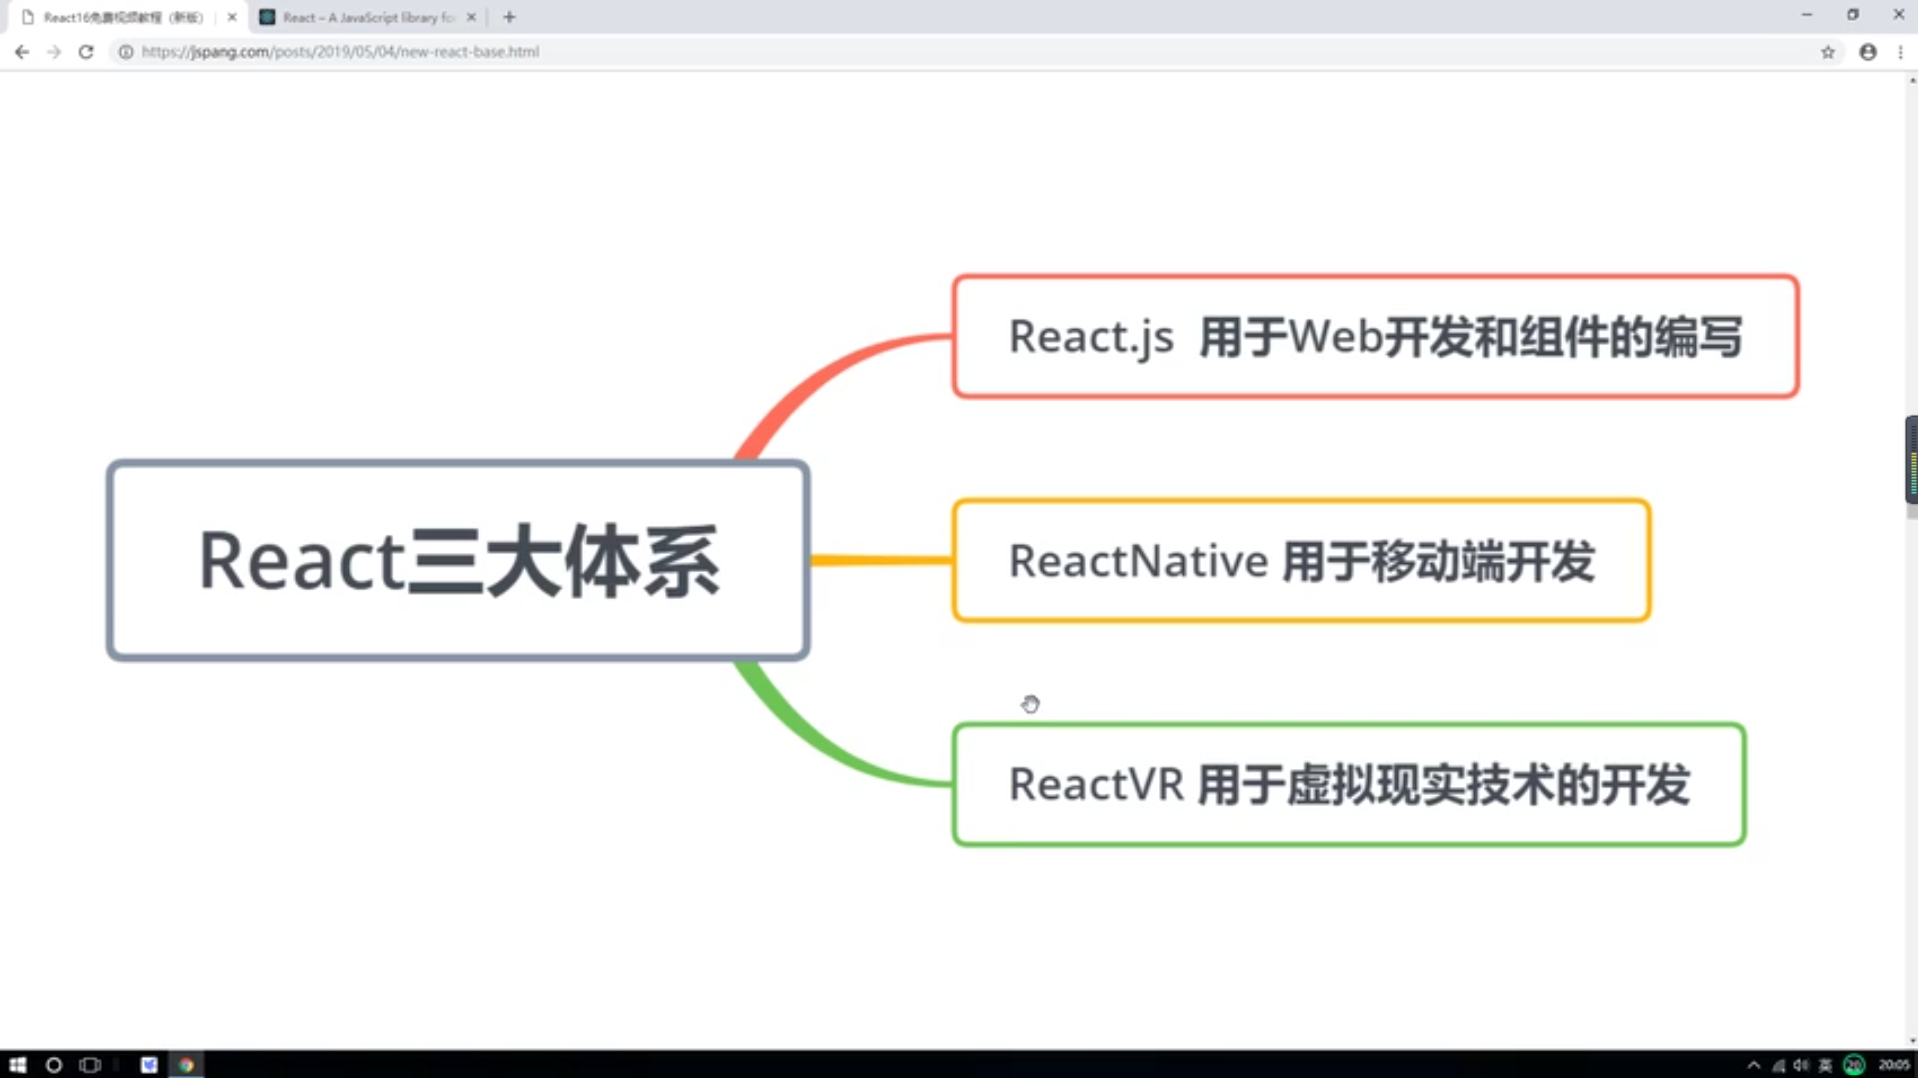 React16免费视频教程（新版）
React – A JavaScript library fo
https://jspang.com/posts/2019/05/04/new-react-base.html
React三大体系
React.js 用于Web开发和组件的编写
ReactNative 用于移动端开发
ReactVR 用于虚拟现实技术的开发
英
20:05